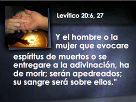 Levítico 20:6, 27
Y el hombre o la
mujer que evocare
espíritus de muertos o se
entregare a la adivinación, ha
de morir; serán apedreados;
su sangre será sobre ellos."